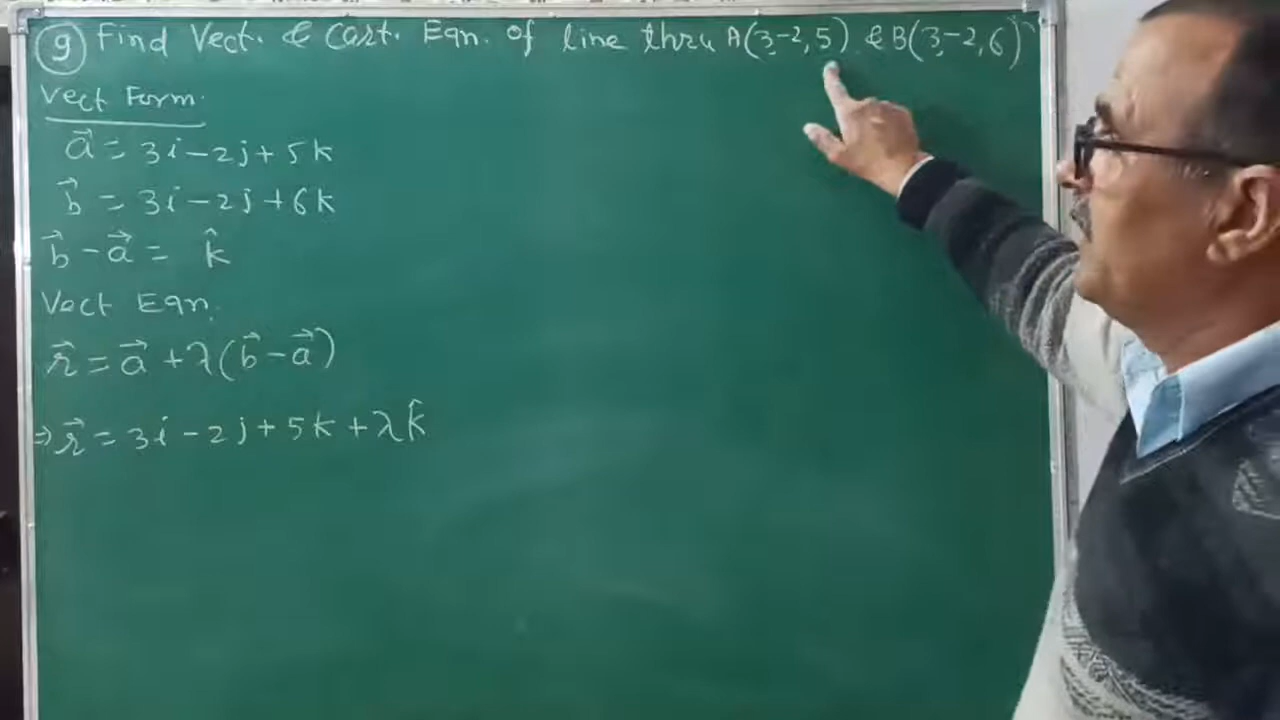 9 Find Vect. & Cart. Eqn. of line thru A(3,-2,5) & B(3,-2,6)
Vect Form.
a⃗ = 3i-2j+5k
b⃗ = 3i-2j+6k
b⃗-a⃗ = k̂
Vect Eqn.
r⃗ = a⃗ + λ(b⃗-a⃗)
⇒ r⃗ = 3i-2j+5k+λk̂